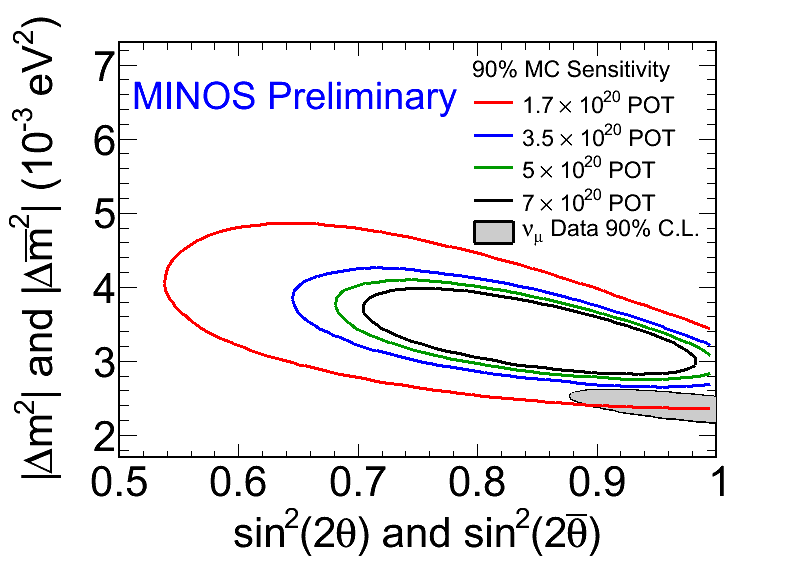 |Δm²| and |Δm̅²| (10⁻³ eV²)
7
6
5
4
3
2
MINOS Preliminary
90% MC Sensitivity
1.7 × 10²⁰ POT
3.5 × 10²⁰ POT
5 × 10²⁰ POT
7 × 10²⁰ POT
νμ Data 90% C.L.
0.5 0.6 0.7 0.8 0.9 1
sin²(2θ) and sin²(2θ̅)